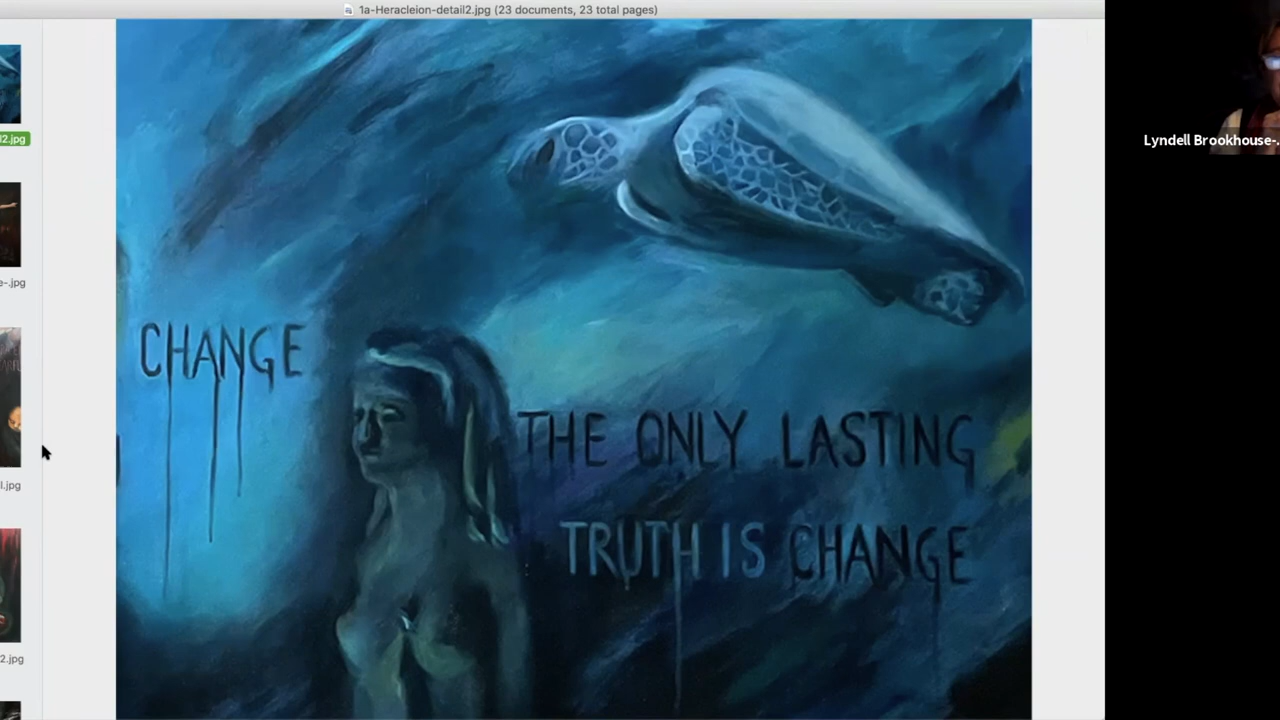 1a-Heracleion-detail2.jpg (23 documents, 23 total pages)
l2.jpg
e-.jpg
l.jpg
2.jpg
Lyndell Brookhouse-.
CHANGE
THE ONLY LASTING
TRUTH IS CHANGE